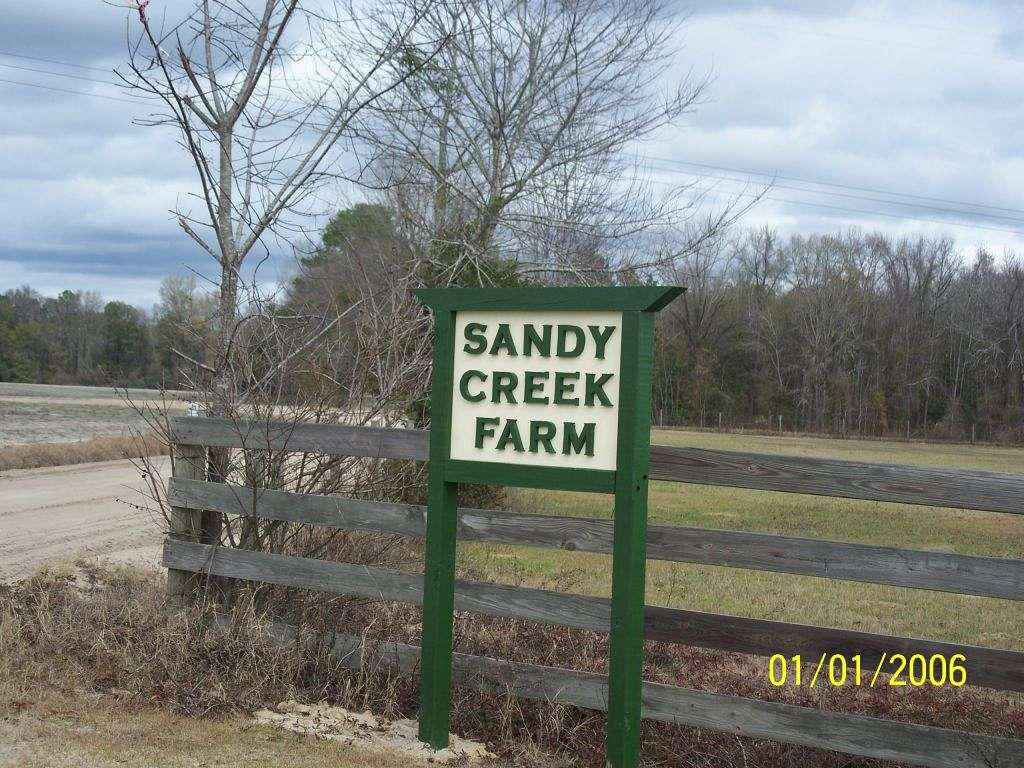 SANDY
CREEK
FARM
01/01/2006